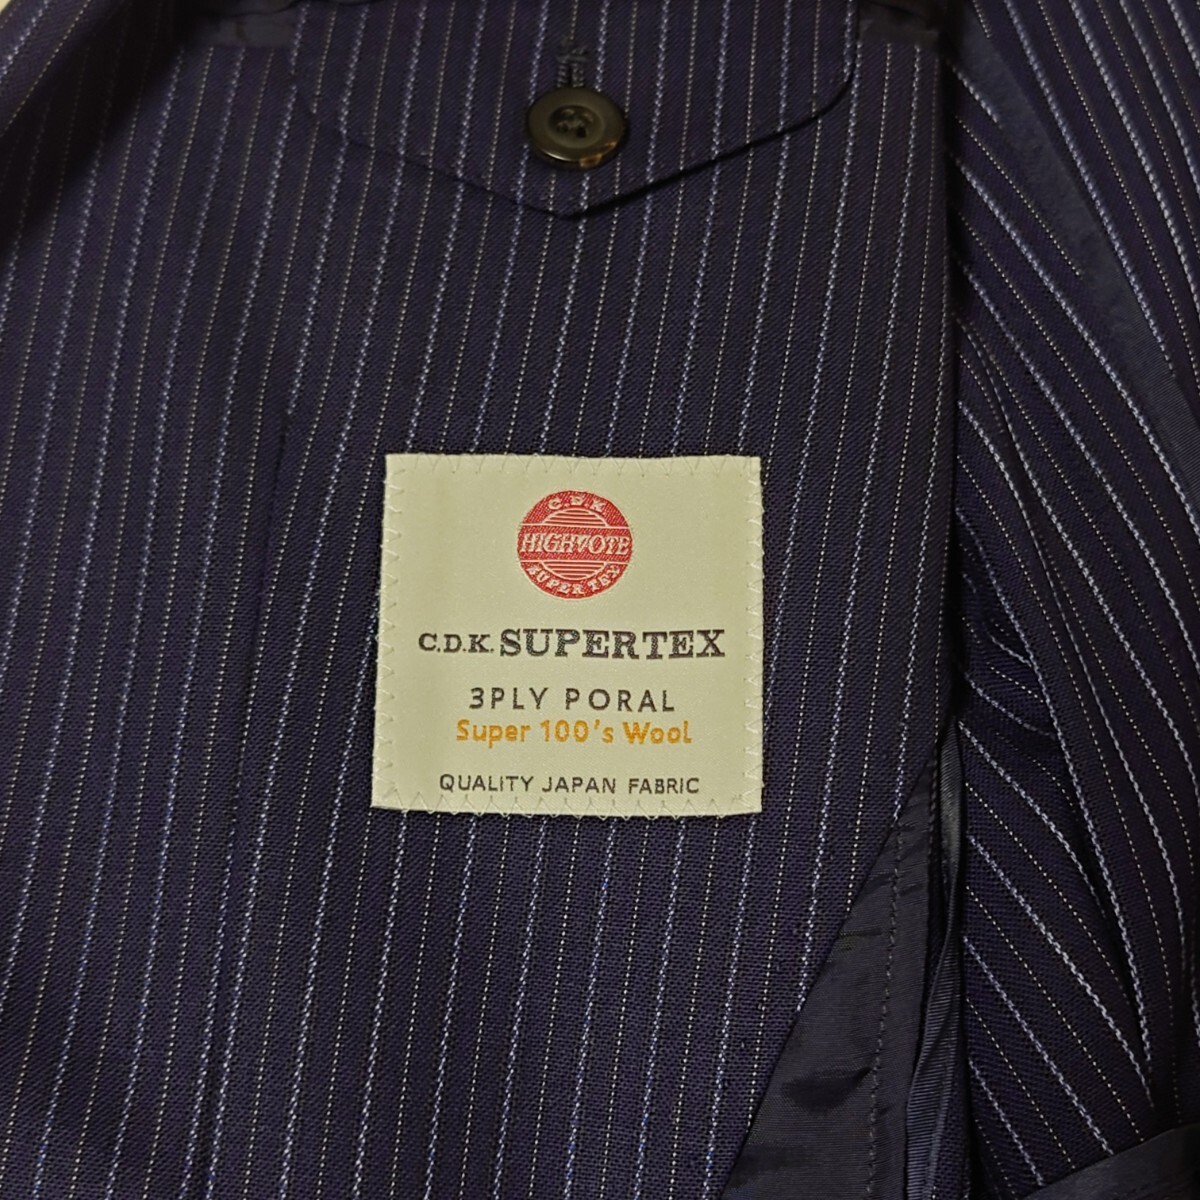 C.D.K.
HIGHVOTE
SUPER TEX
C.D.K. SUPERTEX
3PLY PORAL
Super 100's Wool
QUALITY JAPAN FABRIC